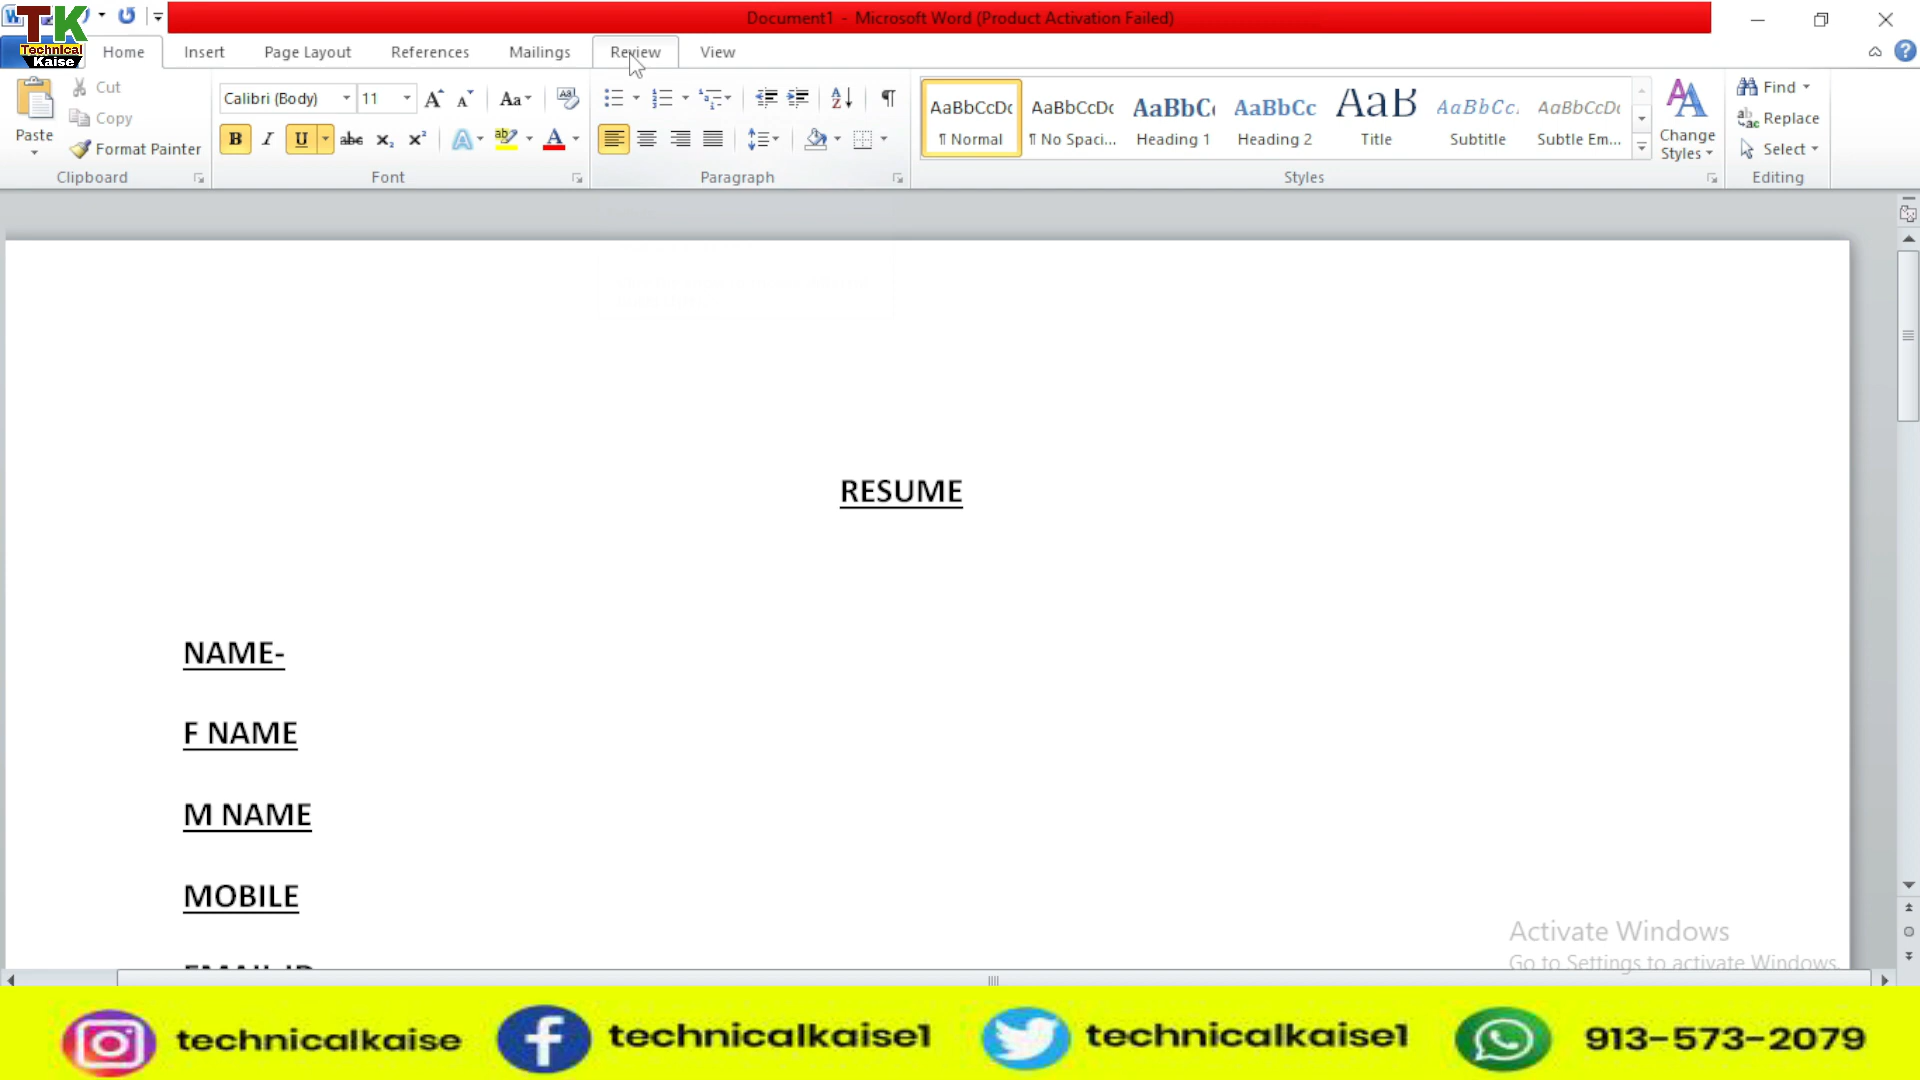 TK
Technical
Kaise
Document1 - Microsoft Word (Product Activation Failed)
Home Insert Page Layout References Mailings Review View
Paste
Cut
Copy
Format Painter
Clipboard
Calibri (Body) 11
Font
Paragraph
AaBbCcDc AaBbCcDc AaBbC( AaBbCc AaB AaBbCc. AaBbCcDc
¶ Normal ¶ No Spaci... Heading 1 Heading 2 Title Subtitle Subtle Em...
Change
Styles
Styles
Find
Replace
Select
Editing
RESUME
NAME-
F NAME
M NAME
MOBILE
EMAIL ID
Activate Windows
Go to Settings to activate Windows.
technicalkaise technicalkaise1 technicalkaise1 913-573-2079